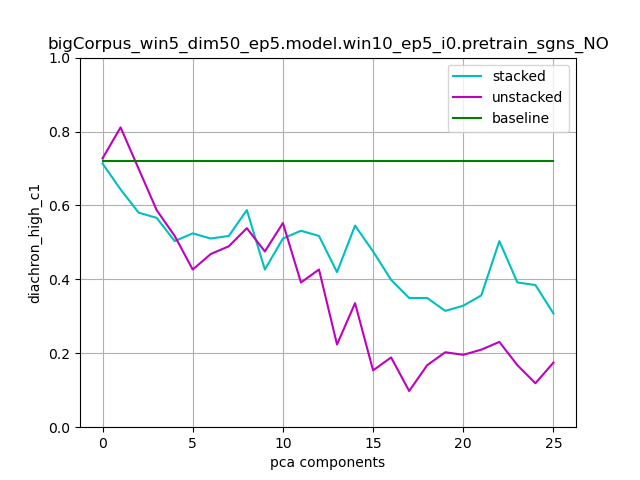 bigCorpus_win5_dim50_ep5.model.win10_ep5_i0.pretrain_sgns_NO
1.0
0.8
0.6
0.4
0.2
0.0
diachron_high_c1
stacked
unstacked
baseline
0 5 10 15 20 25
pca components